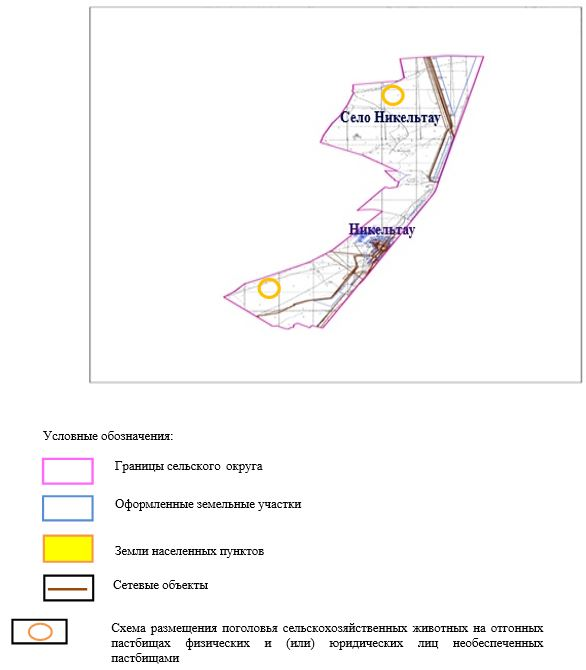 Село Никельтау
Никельтау
Условные обозначения:
Границы сельского округа
Оформленные земельные участки
Земли населенных пунктов
Сетевые объекты
Схема размещения поголовья сельскохозяйственных животных на отгонных
пастбищах физических и (или) юридических лиц необеспеченных
пастбищами